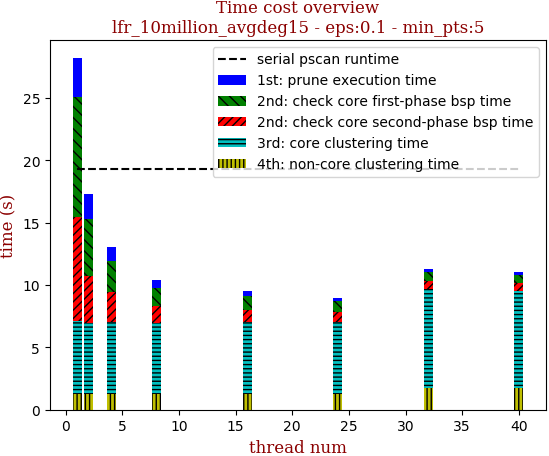 Time cost overview
lfr_10million_avgdeg15 - eps:0.1 - min_pts:5
serial pscan runtime
1st: prune execution time
2nd: check core first-phase bsp time
2nd: check core second-phase bsp time
3rd: core clustering time
4th: non-core clustering time
time (s)
25
20
15
10
5
0
0 5 10 15 20 25 30 35 40
thread num